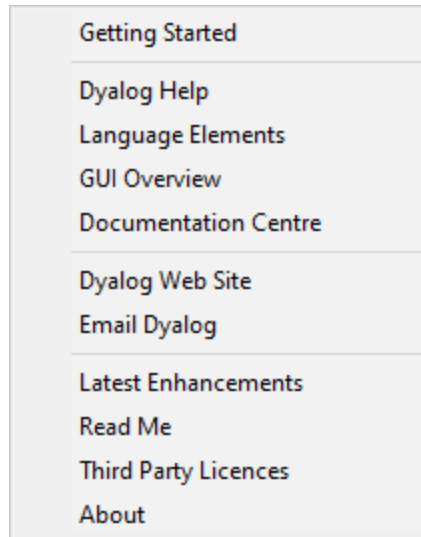 Getting Started
Dyalog Help
Language Elements
GUI Overview
Documentation Centre
Dyalog Web Site
Email Dyalog
Latest Enhancements
Read Me
Third Party Licences
About